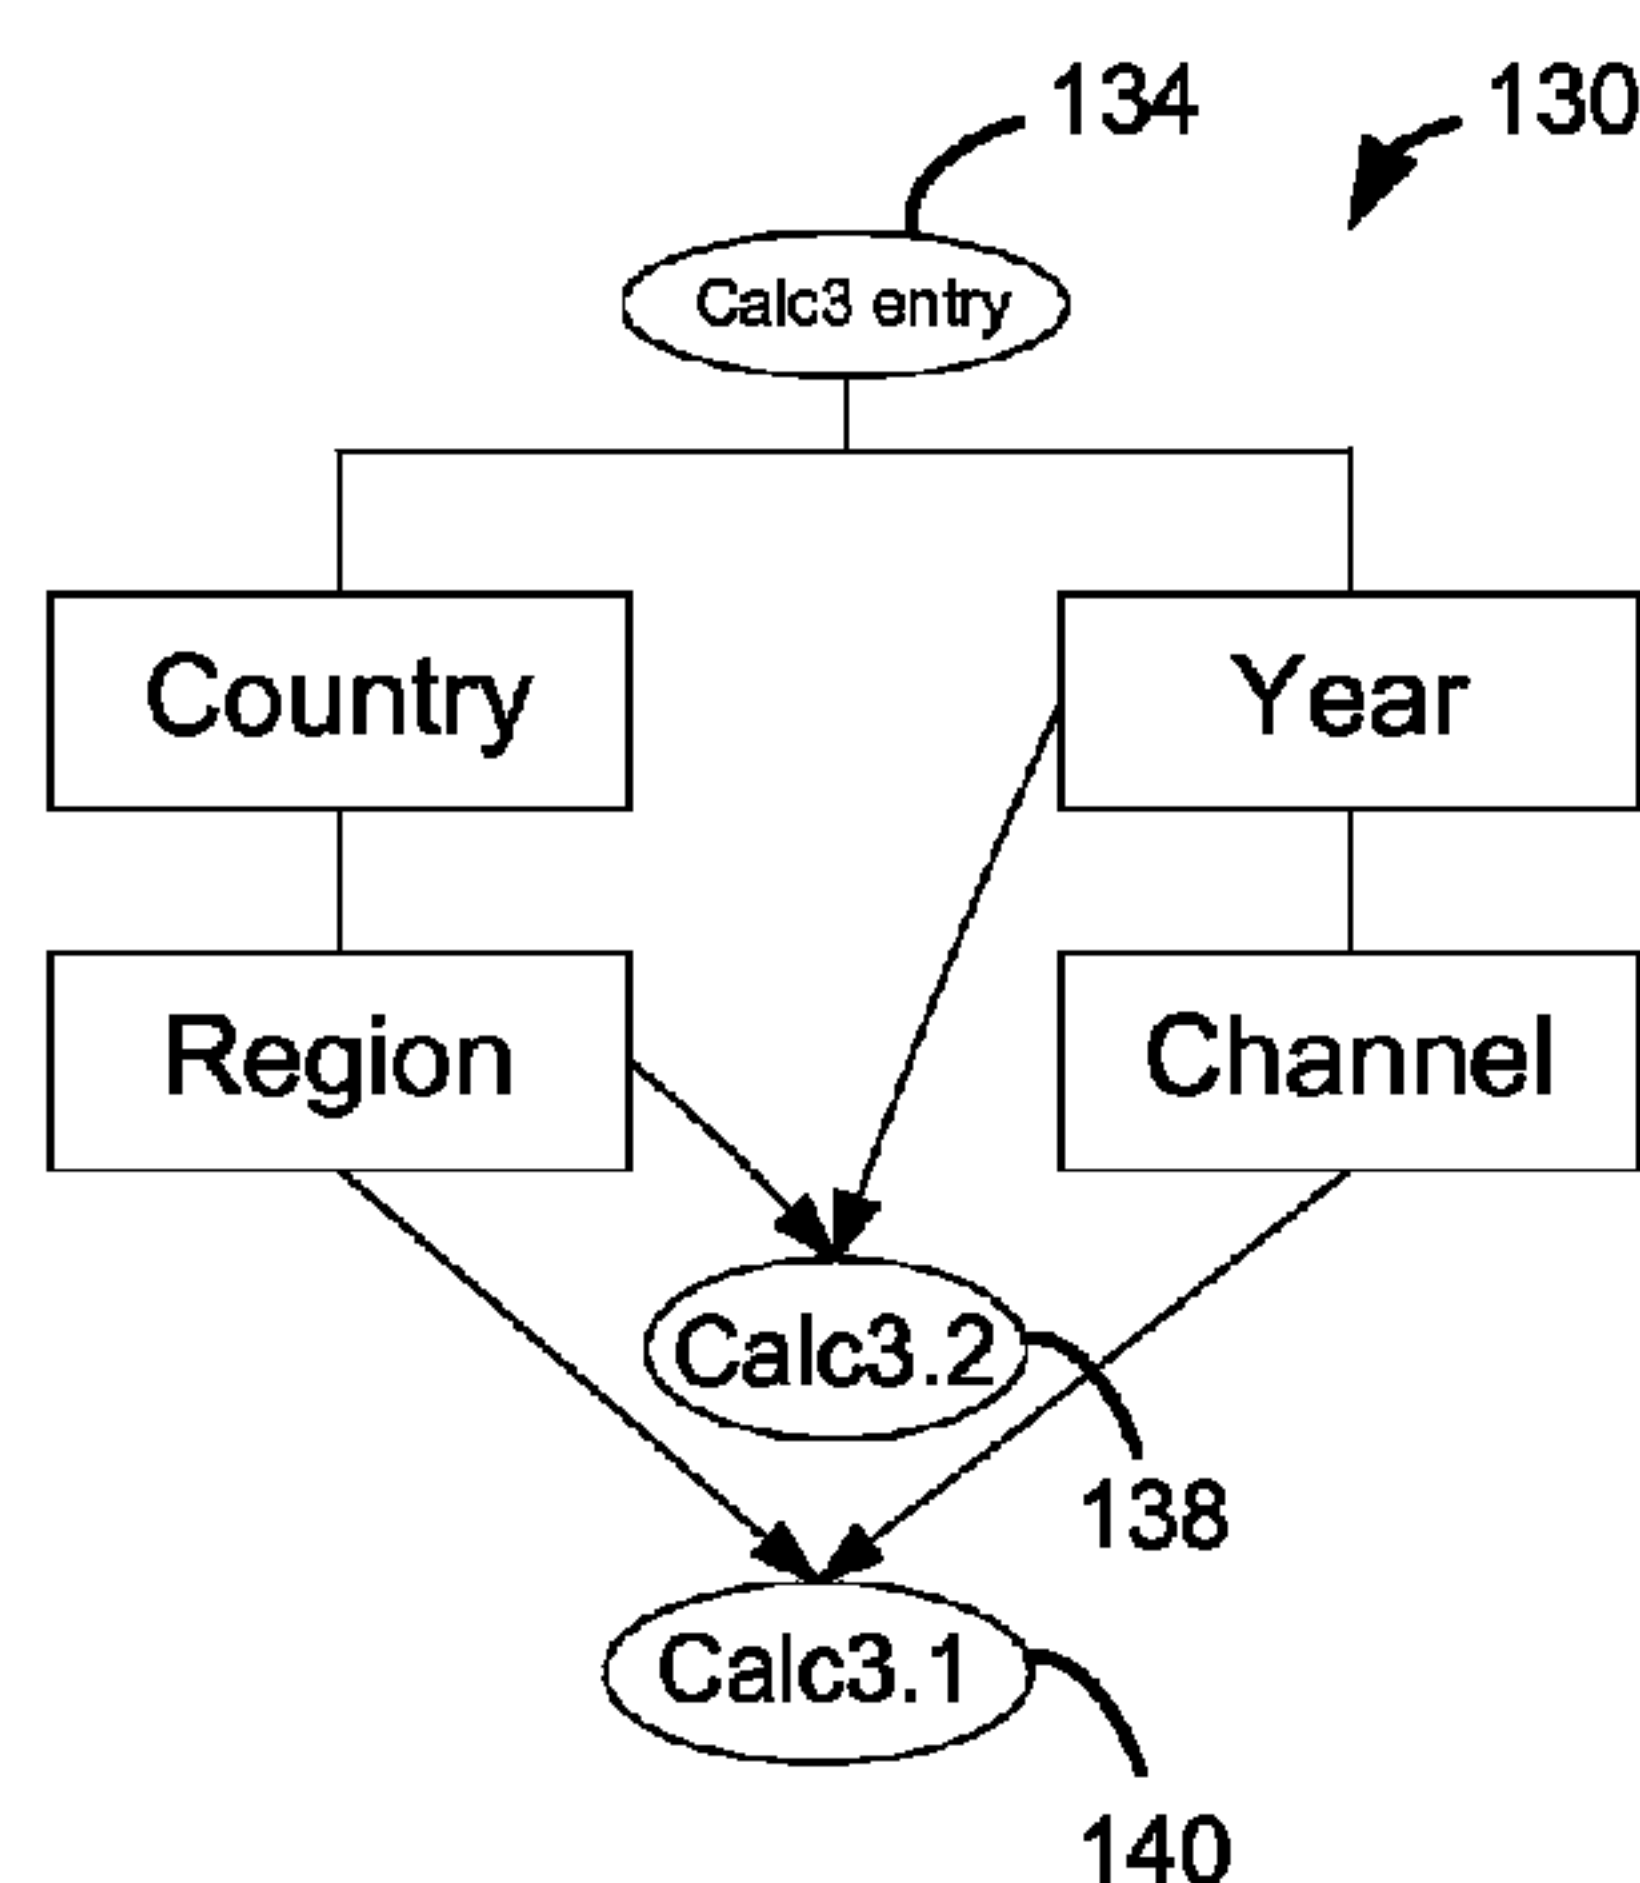 134
130
Calc3 entry
Country
Year
Region
Channel
Calc3.2
138
Calc3.1
140